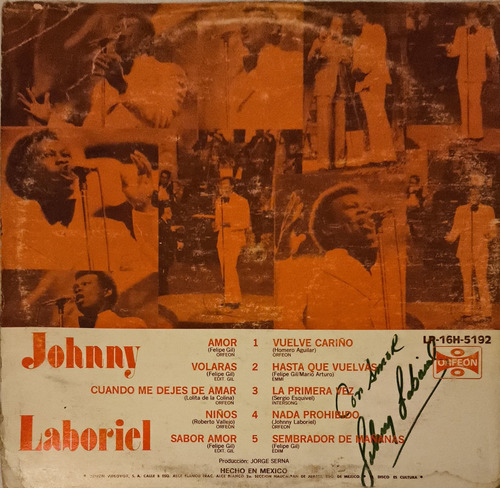 Johnny
Laboriel
AMOR 1 VUELVE CARIÑO
(Felipe Gil) (Homero Aguilar)
ORFEON ORFEON
VOLARAS 2 HASTA QUE VUELVAS
(Felipe Gil) (Felipe Gil/Mario Arturo)
EDIT. GIL EMMI
CUANDO ME DEJES DE AMAR 3 LA PRIMERA VEZ
(Lolita de la Colina) (Sergio Esquivel)
ORFEON INTERSONG
NIÑOS 4 NADA PROHIBIDO
(Roberto Vallejo) (Johnny Laboriel)
ORFEON ORFEON
SABOR AMOR 5 SEMBRADOR DE MAÑANAS
(Felipe Gil) (Felipe Gil)
EDIT. GIL EDIM
Producción: JORGE SERNA
HECHO EN MEXICO
LP-16H-5192
ORFEON
Con Amor
Johny Laboriel
DISCO ES CULTURA